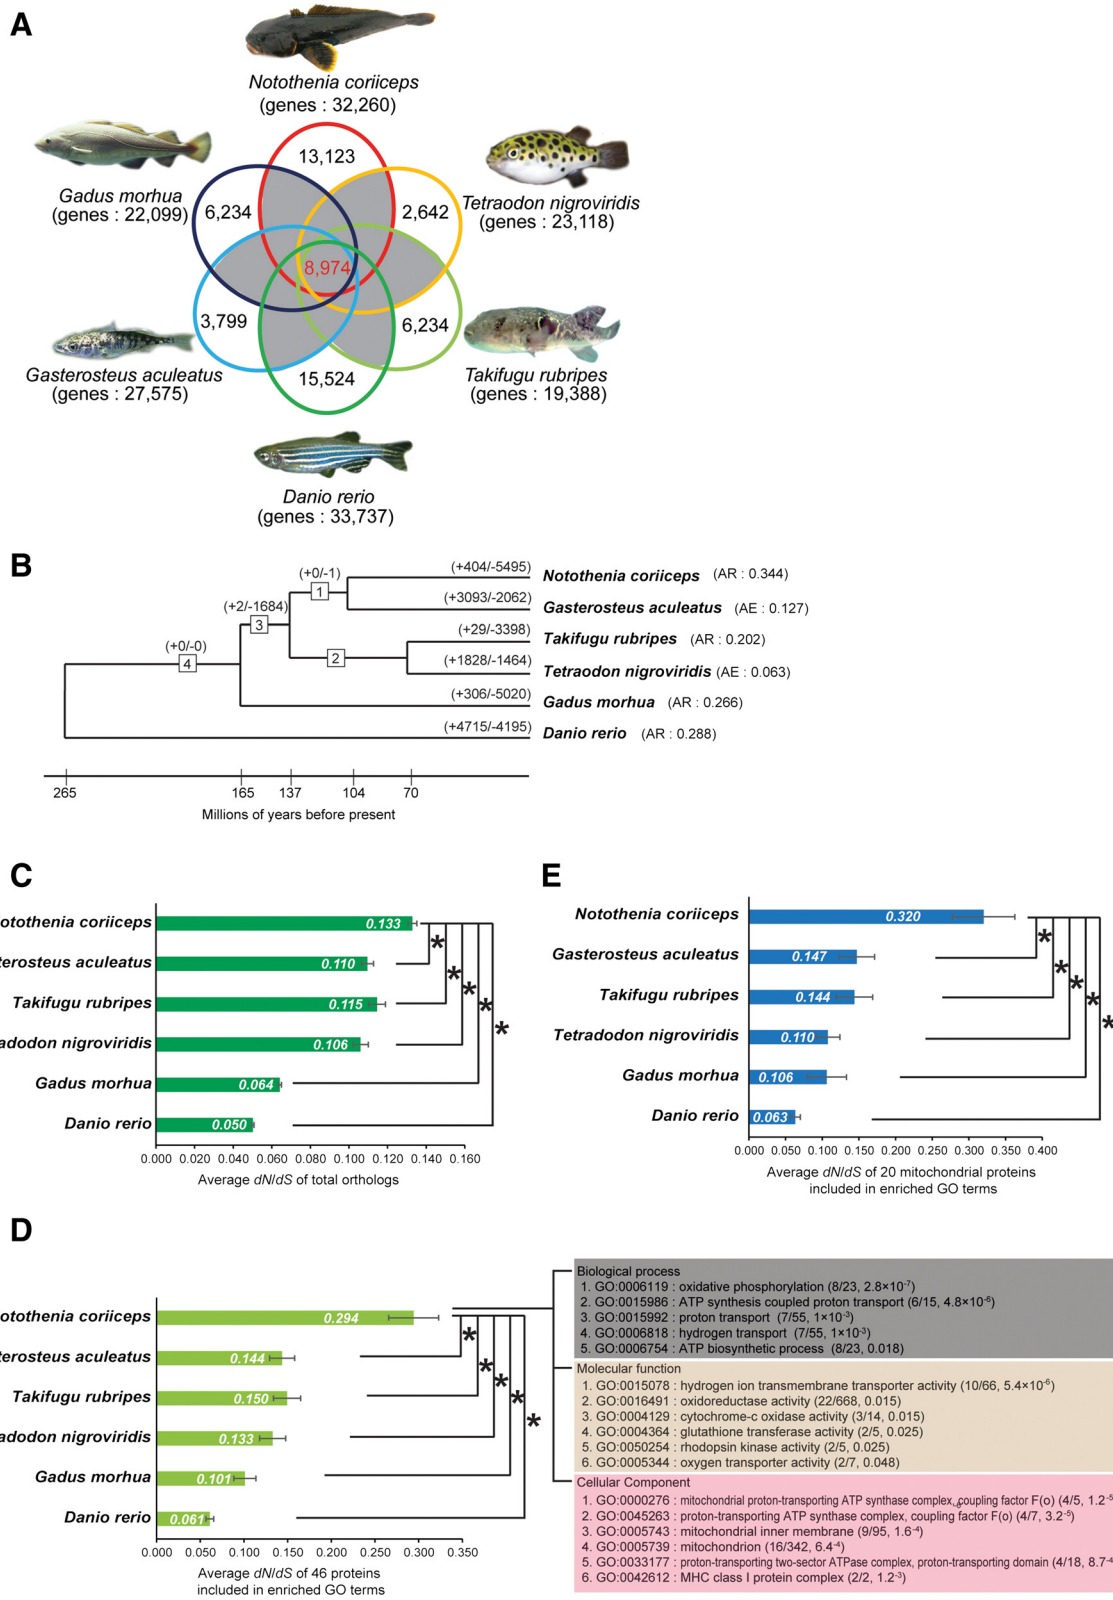 A
Notothenia coriiceps
(genes : 32,260)
Gadus morhua
(genes : 22,099)
Tetraodon nigroviridis
(genes : 23,118)
13,123
6,234
2,642
8,974
3,799
6,234
15,524
Gasterosteus aculeatus
(genes : 27,575)
Takifugu rubripes
(genes : 19,388)
Danio rerio
(genes : 33,737)
B
(+0/-1)
(+404/-5495)
Notothenia coriiceps (AR : 0.344)
1
(+2/-1684)
(+3093/-2062)
Gasterosteus aculeatus (AE : 0.127)
3
(+29/-3398)
Takifugu rubripes (AR : 0.202)
(+0/-0)
4
2
(+1828/-1464)
Tetraodon nigroviridis (AE : 0.063)
(+306/-5020)
Gadus morhua (AR : 0.266)
(+4715/-4195)
Danio rerio (AR : 0.288)
265 165 137 104 70
Millions of years before present
C
otothenia coriiceps 0.133
*
terosteus aculeatus 0.110
*
Takifugu rubripes 0.115
*
*
adodon nigroviridis 0.106
*
Gadus morhua 0.064
Danio rerio 0.050
0.000 0.020 0.040 0.060 0.080 0.100 0.120 0.140 0.160
Average dN/dS of total orthologs
E
Notothenia coriiceps 0.320
*
Gasterosteus aculeatus 0.147
*
Takifugu rubripes 0.144
*
*
Tetradodon nigroviridis 0.110
*
Gadus morhua 0.106
Danio rerio 0.063
0.000 0.050 0.100 0.150 0.200 0.250 0.300 0.350 0.400
Average dN/dS of 20 mitochondrial proteins
included in enriched GO terms
D
otothenia coriiceps 0.294
*
terosteus aculeatus 0.144
*
Takifugu rubripes 0.150
*
*
adodon nigroviridis 0.133
*
Gadus morhua 0.101
Danio rerio 0.061
0.000 0.050 0.100 0.150 0.200 0.250 0.300 0.350
Average dN/dS of 46 proteins
included in enriched GO terms
Biological process
1. GO:0006119 : oxidative phosphorylation (8/23, 2.8×10⁻⁷)
2. GO:0015986 : ATP synthesis coupled proton transport (6/15, 4.8×10⁻⁶)
3. GO:0015992 : proton transport (7/55, 1×10⁻³)
4. GO:0006818 : hydrogen transport (7/55, 1×10⁻³)
5. GO:0006754 : ATP biosynthetic process (8/23, 0.018)
Molecular function
1. GO:0015078 : hydrogen ion transmembrane transporter activity (10/66, 5.4×10⁻⁶)
2. GO:0016491 : oxidoreductase activity (22/668, 0.015)
3. GO:0004129 : cytochrome-c oxidase activity (3/14, 0.015)
4. GO:0004364 : glutathione transferase activity (2/5, 0.025)
5. GO:0050254 : rhodopsin kinase activity (2/5, 0.025)
6. GO:0005344 : oxygen transporter activity (2/7, 0.048)
Cellular Component
1. GO:0000276 : mitochondrial proton-transporting ATP synthase complex, coupling factor F(o) (4/5, 1.2⁻⁵
2. GO:0045263 : proton-transporting ATP synthase complex, coupling factor F(o) (4/7, 3.2⁻⁵)
3. GO:0005743 : mitochondrial inner membrane (9/95, 1.6⁻⁴)
4. GO:0005739 : mitochondrion (16/342, 6.4⁻⁴)
5. GO:0033177 : proton-transporting two-sector ATPase complex, proton-transporting domain (4/18, 8.7⁻⁴
6. GO:0042612 : MHC class I protein complex (2/2, 1.2⁻³)